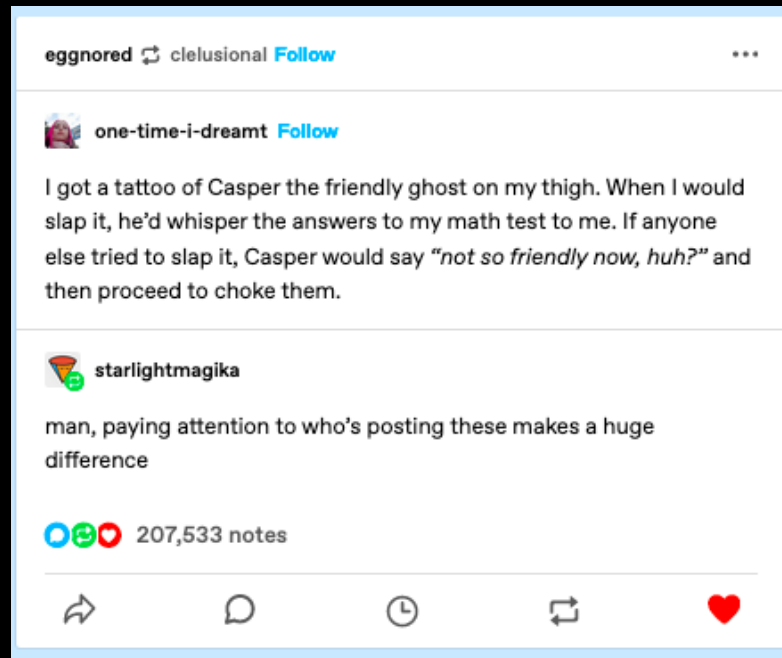 eggnored clelusional Follow
one-time-i-dreamt Follow
I got a tattoo of Casper the friendly ghost on my thigh. When I would
slap it, he’d whisper the answers to my math test to me. If anyone
else tried to slap it, Casper would say “not so friendly now, huh?” and
then proceed to choke them.
starlightmagika
man, paying attention to who’s posting these makes a huge
difference
207,533 notes